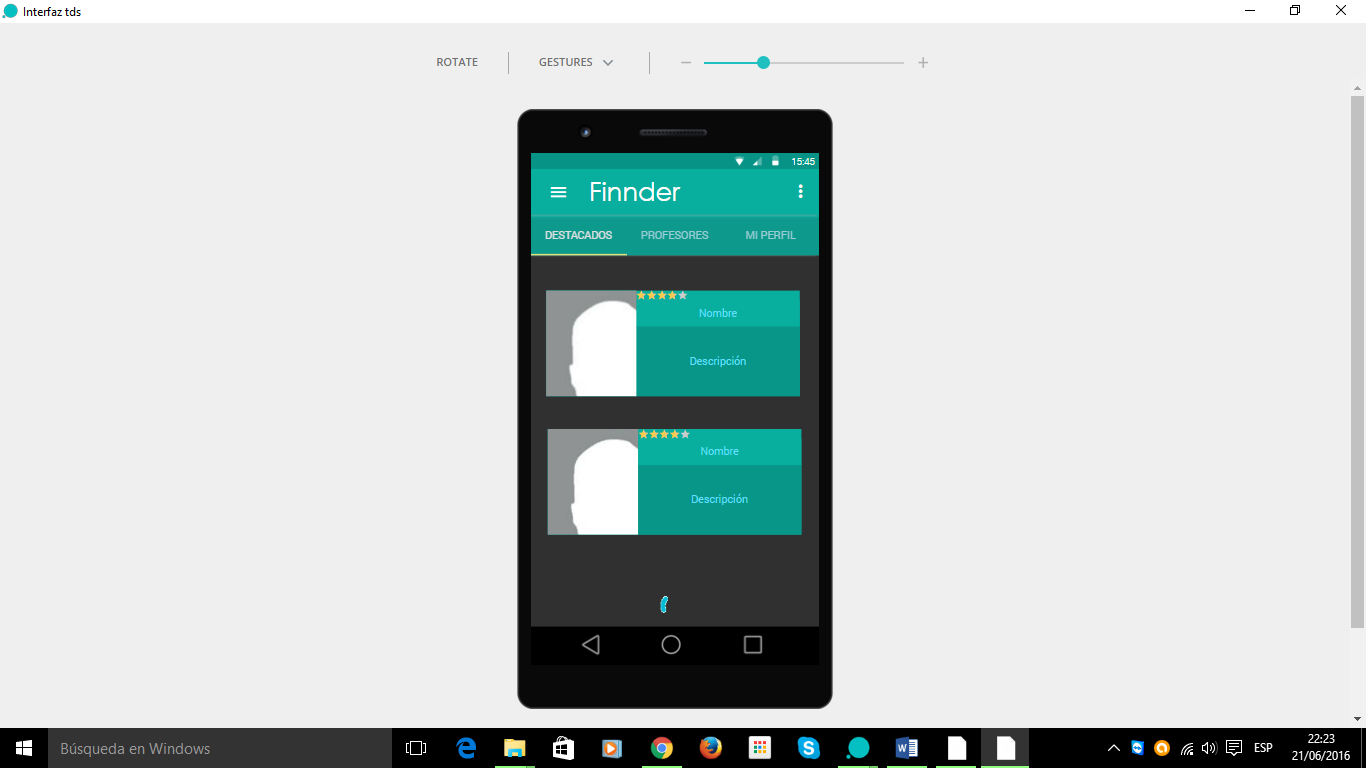 Interfaz tds
ROTATE
GESTURES
15:45
Finnder
DESTACADOS
PROFESORES
MI PERFIL
Nombre
Descripción
Nombre
Descripción
Búsqueda en Windows
ESP
22:23
21/06/2016